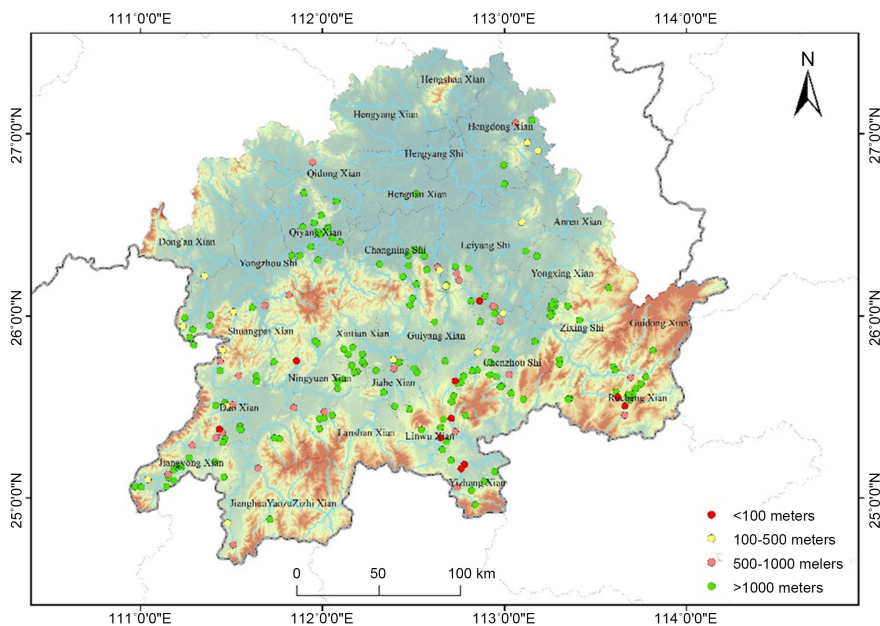 111°0'0" 112°0'0" 113°0'0" 114°0'0"
N
Hengshan Xian
Hengyang Xian
Hengdong Xian
27°0'0"N 27°0'0"N
Hengyang Shi
Qidong Xian
Hengnan Xian
Anren Xian
Qiyang Xian
Dong'an Xian
Changning Shi
Leiyang Shi
Yongzhou Shi
Yongxing Xian
26°0'0"N 26°0'0"N
Shuangpai Xian
Xintian Xian
Guiyang Xian
Zixing Shi
Guidong Xian
Chenzhou Shi
Ningyuan Xian
Jiahe Xian
Rucheng Xian
Dao Xian
Lanshan Xian
Linwu Xian
Jiangyong Xian
Yizhang Xian
25°0'0"N 25°0'0"N
JianghuaYaozuZizhi Xian
<100 meters
100-500 meters
500-1000 melers
>1000 meters
0 50 100 km
111°0'0" 112°0'0" 113°0'0" 114°0'0"